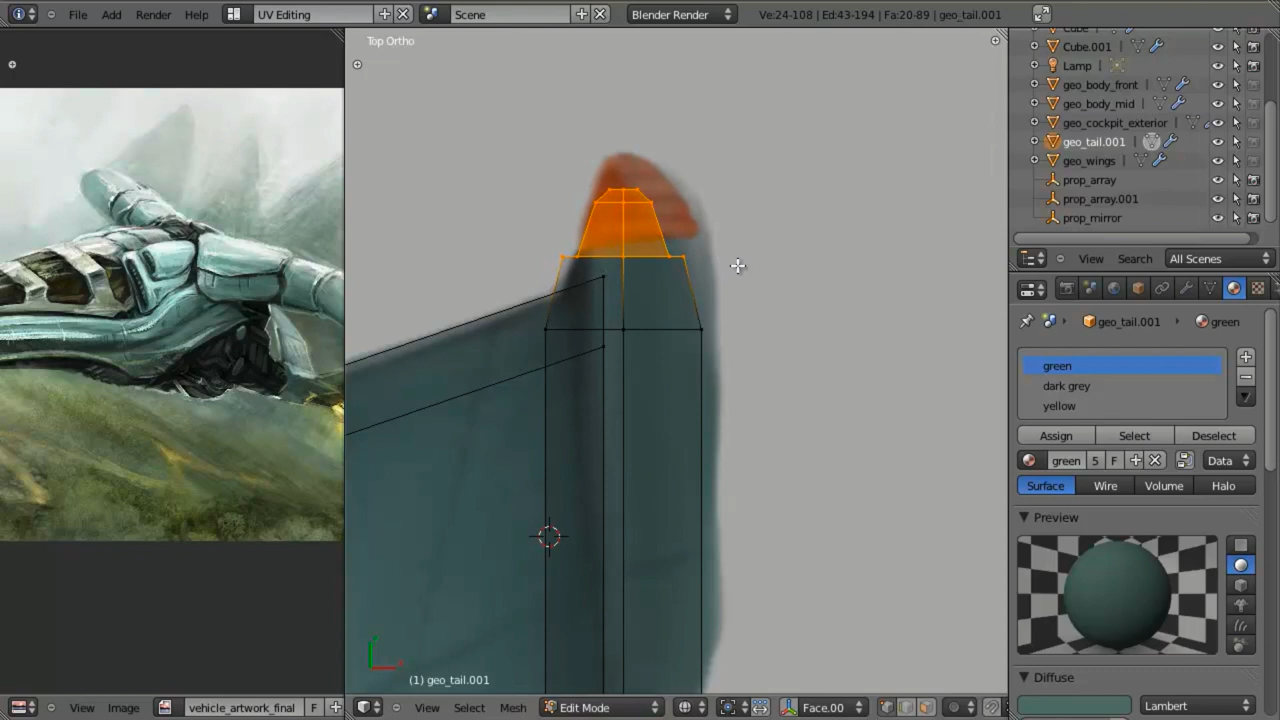 File Add Render Help UV Editing Scene Blender Render Ve:24-108 | Ed:43-194 | Fa:20-89 | geo_tail.001
Top Ortho
Cube
Cube.001
Lamp
geo_body_front
geo_body_mid
geo_cockpit_exterior
geo_tail.001
geo_wings
prop_array
prop_array.001
prop_mirror
View Search All Scenes
geo_tail.001 green
green
dark grey
yellow
Assign Select Deselect
green 5 F Data
Surface Wire Volume Halo
Preview
(1) geo_tail.001
Diffuse
Lambert
View Image vehicle_artwork_final F View Select Mesh Edit Mode Face.00